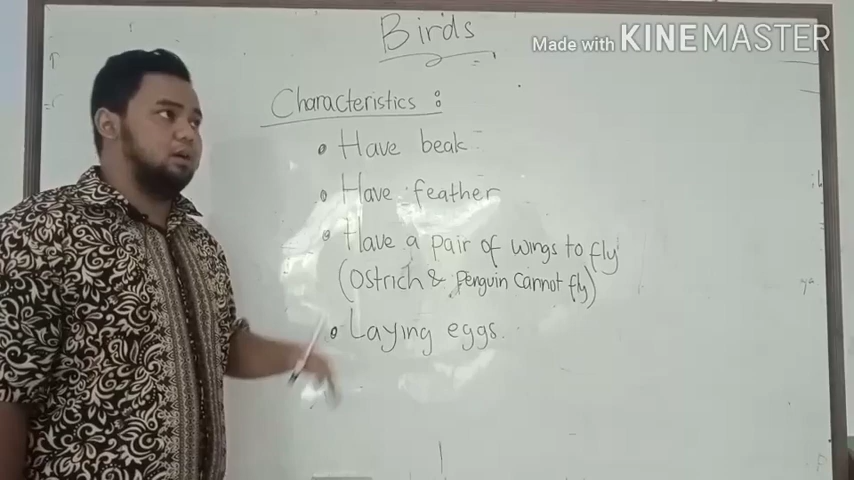 Birds
Made with KINEMASTER
Characteristics :
• Have beak
• Have feather
• Have a pair of wings to fly
(Ostrich & Penguin cannot fly)
• Laying eggs.